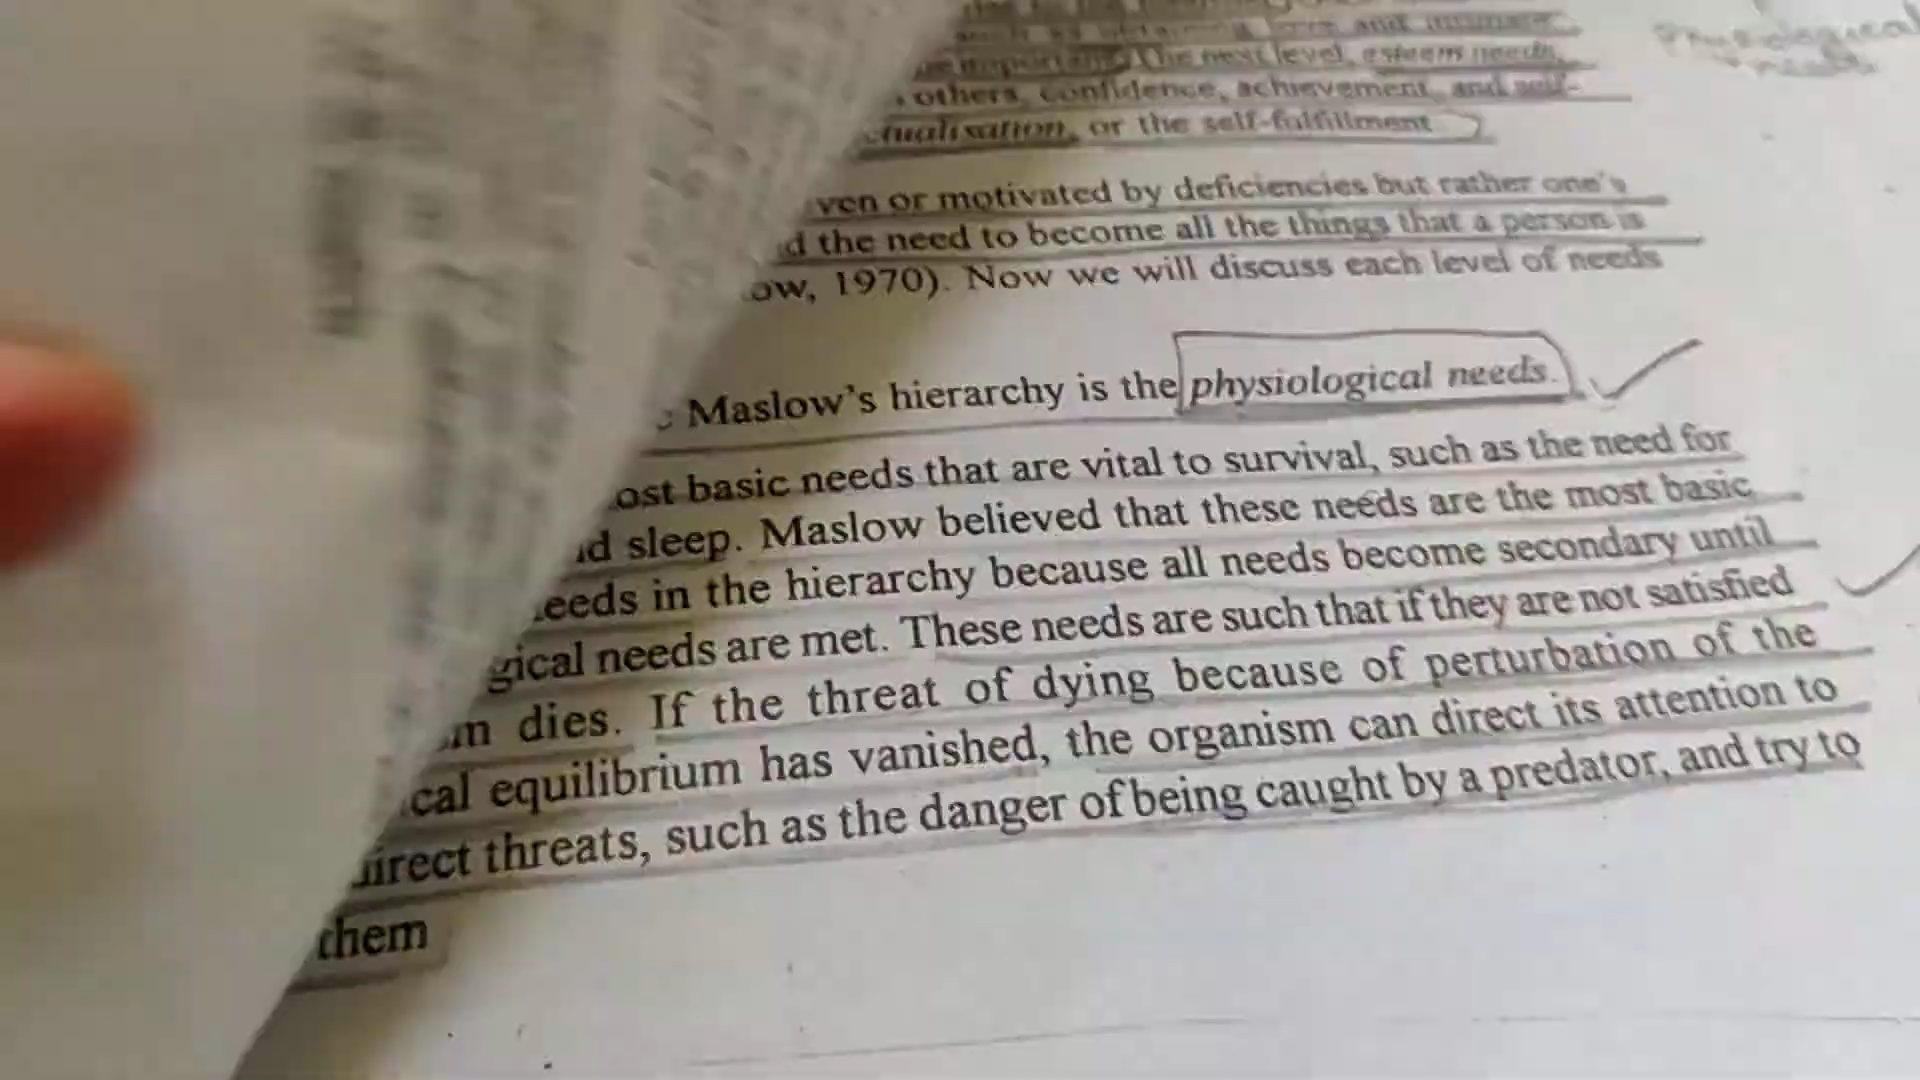 love and intimate
important. The next level, esteem needs,
others, confidence, achievement, and self-
tualisation, or the self-fulfillment
ven or motivated by deficiencies but rather one's
d the need to become all the things that a person is
ow, 1970). Now we will discuss each level of needs
Maslow's hierarchy is the physiological needs.
ost basic needs that are vital to survival, such as the need for
d sleep. Maslow believed that these needs are the most basic
eeds in the hierarchy because all needs become secondary until
gical needs are met. These needs are such that if they are not satisfied
m dies. If the threat of dying because of perturbation of the
cal equilibrium has vanished, the organism can direct its attention to
irect threats, such as the danger of being caught by a predator, and try to
them
Physiological
needs